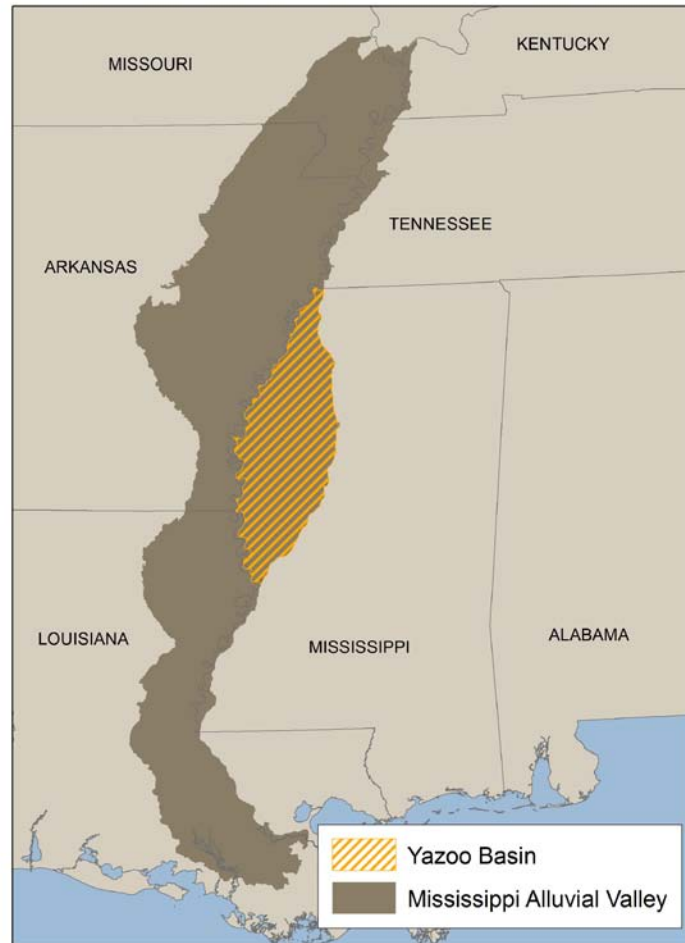 KENTUCKY
MISSOURI
TENNESSEE
ARKANSAS
LOUISIANA
MISSISSIPPI
ALABAMA
Yazoo Basin
Mississippi Alluvial Valley